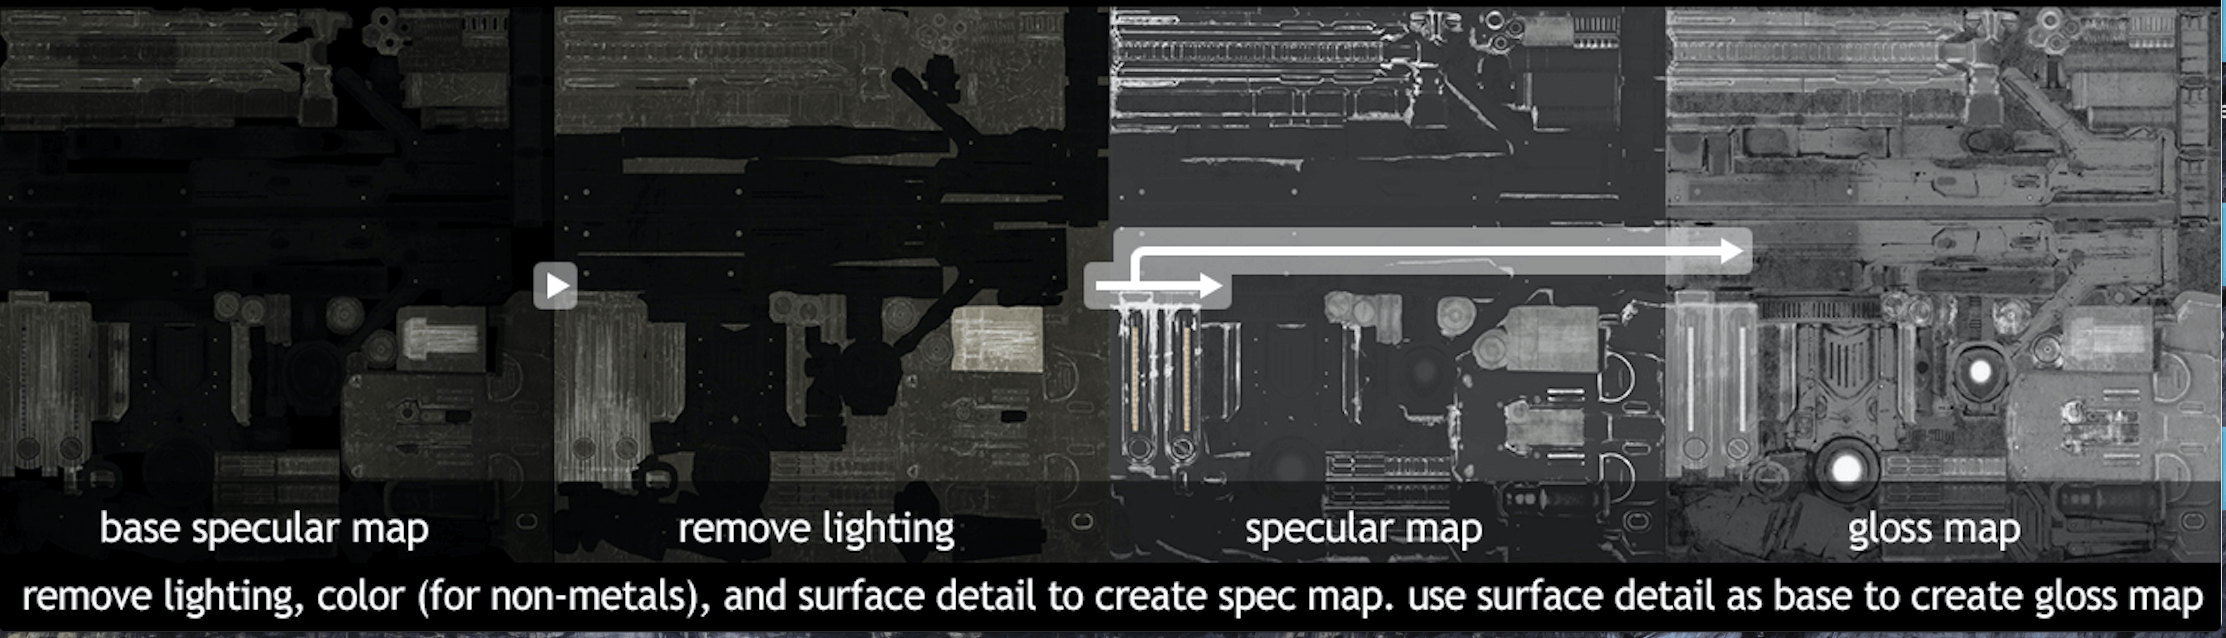 base specular map
remove lighting
specular map
gloss map
remove lighting, color (for non-metals), and surface detail to create spec map. use surface detail as base to create gloss map